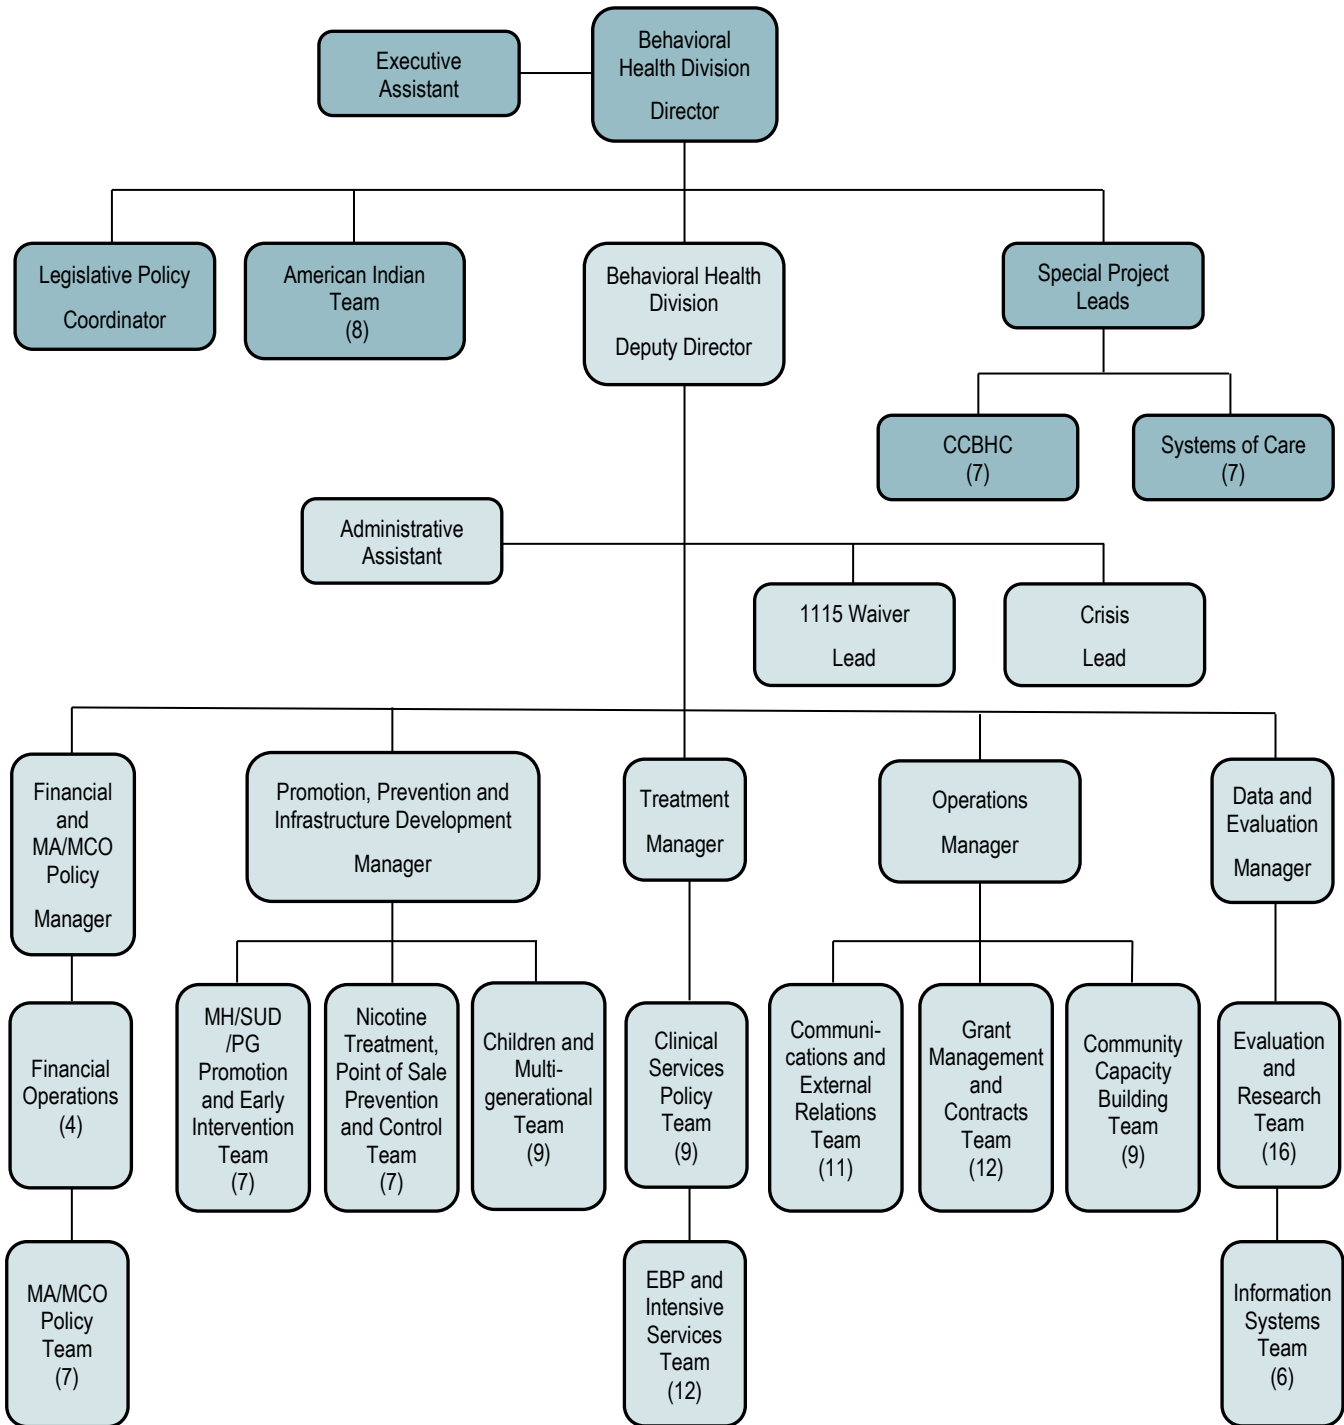 Executive
Assistant
Behavioral
Health Division
Director
Legislative Policy
Coordinator
American Indian
Team
(8)
Behavioral Health
Division
Deputy Director
Special Project
Leads
CCBHC
(7)
Systems of Care
(7)
Administrative
Assistant
1115 Waiver
Lead
Crisis
Lead
Financial
and
MA/MCO
Policy
Manager
Promotion, Prevention and
Infrastructure Development
Manager
Treatment
Manager
Operations
Manager
Data and
Evaluation
Manager
Financial
Operations
(4)
MH/SUD
/PG
Promotion
and Early
Intervention
Team
(7)
Nicotine
Treatment,
Point of Sale
Prevention
and Control
Team
(7)
Children and
Multi-
generational
Team
(9)
Clinical
Services
Policy
Team
(9)
Communi-
cations and
External
Relations
Team
(11)
Grant
Management
and
Contracts
Team
(12)
Community
Capacity
Building
Team
(9)
Evaluation
and
Research
Team
(16)
MA/MCO
Policy
Team
(7)
EBP and
Intensive
Services
Team
(12)
Information
Systems
Team
(6)